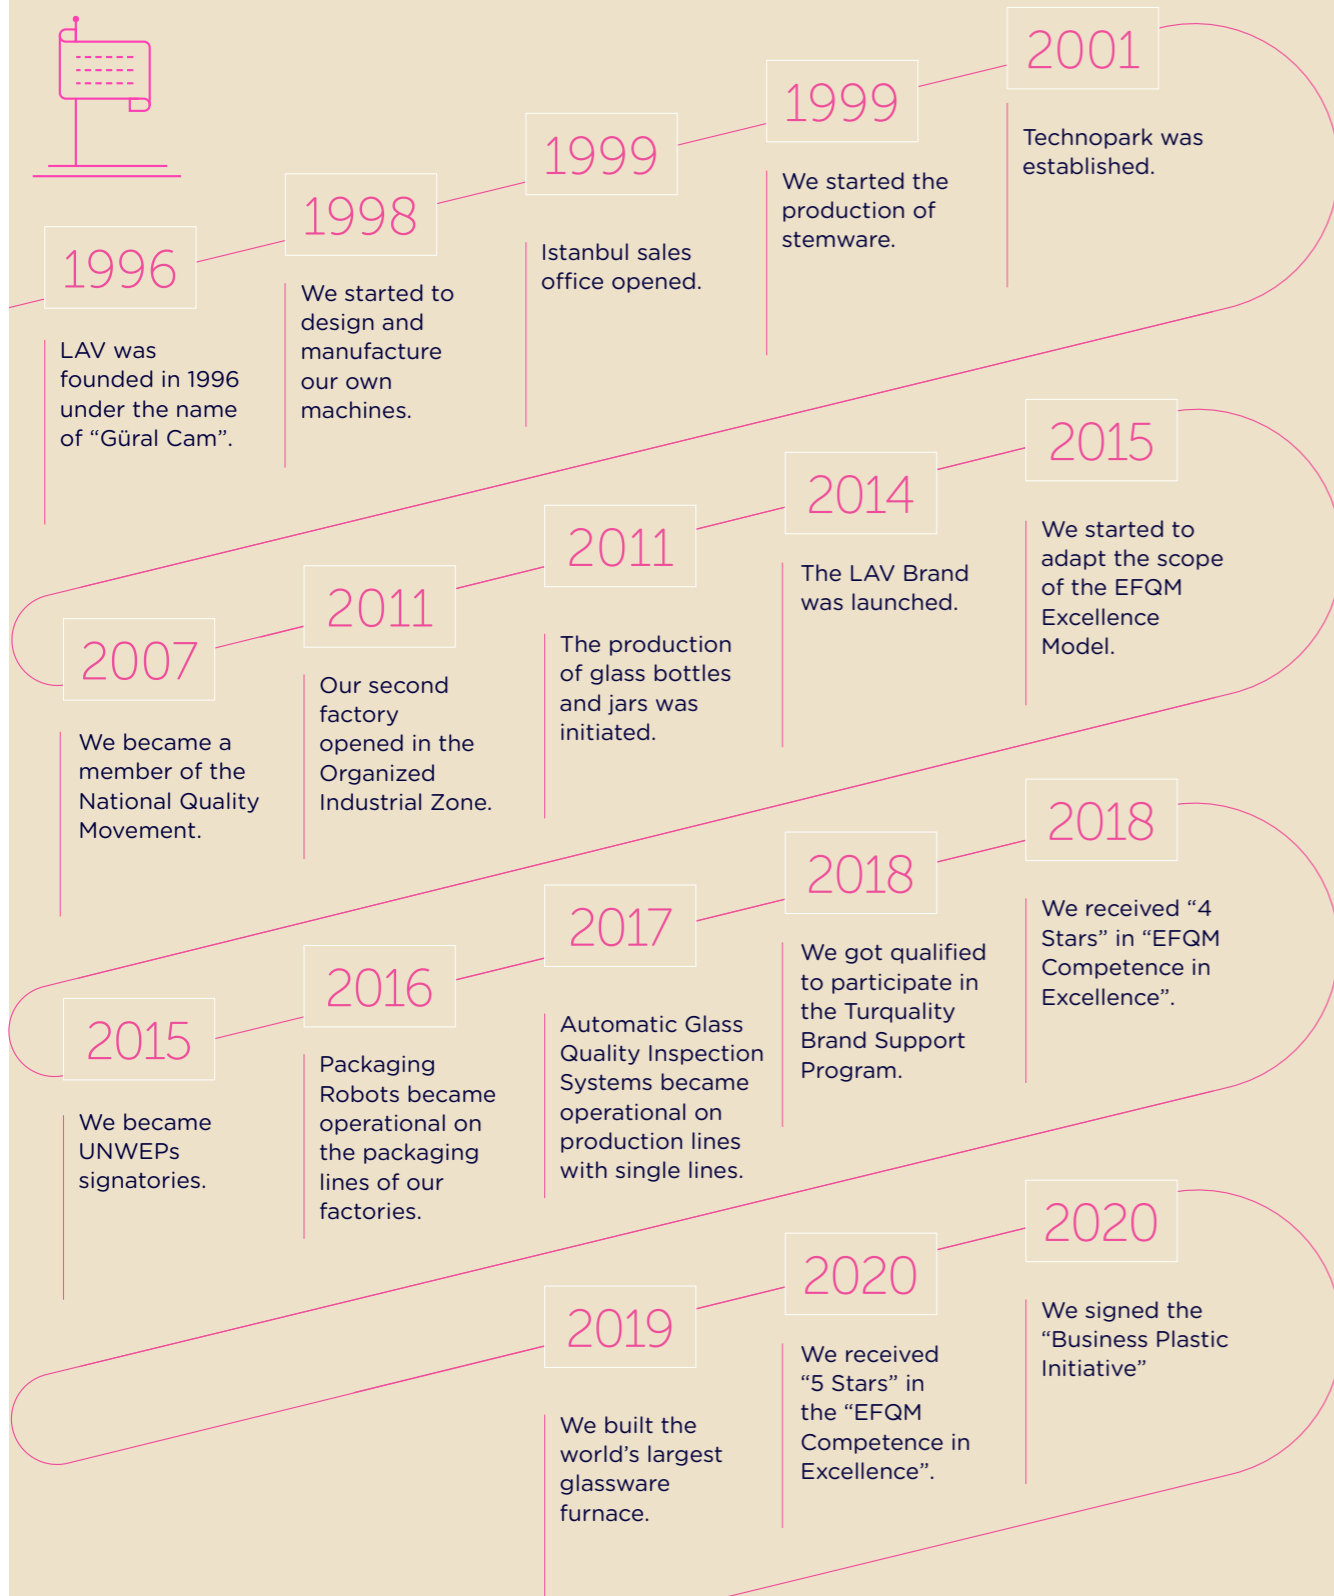 1996
LAV was
founded in 1996
under the name
of “Güral Cam”.
1998
We started to
design and
manufacture
our own
machines.
1999
Istanbul sales
office opened.
1999
We started the
production of
stemware.
2001
Technopark was
established.
2007
We became a
member of the
National Quality
Movement.
2011
Our second
factory
opened in the
Organized
Industrial Zone.
2011
The production
of glass bottles
and jars was
initiated.
2014
The LAV Brand
was launched.
2015
We started to
adapt the scope
of the EFQM
Excellence
Model.
2015
We became
UNWEPs
signatories.
2016
Packaging
Robots became
operational on
the packaging
lines of our
factories.
2017
Automatic Glass
Quality Inspection
Systems became
operational on
production lines
with single lines.
2018
We got qualified
to participate in
the Turquality
Brand Support
Program.
2018
We received “4
Stars” in “EFQM
Competence in
Excellence”.
2019
We built the
world’s largest
glassware
furnace.
2020
We received
“5 Stars” in
the “EFQM
Competence in
Excellence”.
2020
We signed the
“Business Plastic
Initiative”